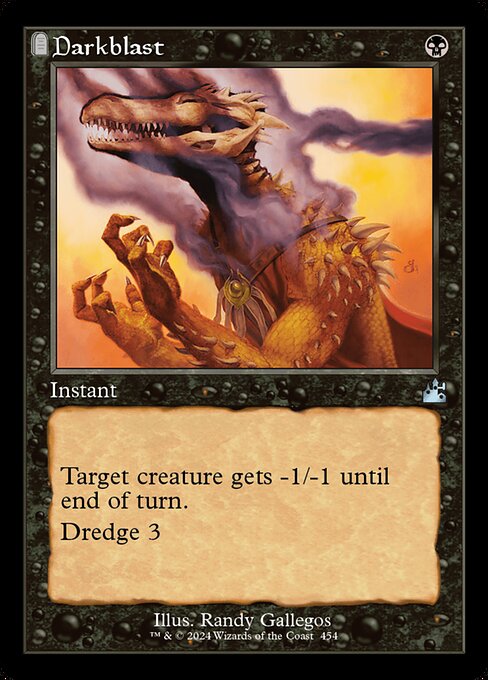 Darkblast
Instant
Target creature gets -1/-1 until
end of turn.
Dredge 3
Illus. Randy Gallegos
™ & © 2024 Wizards of the Coast 454